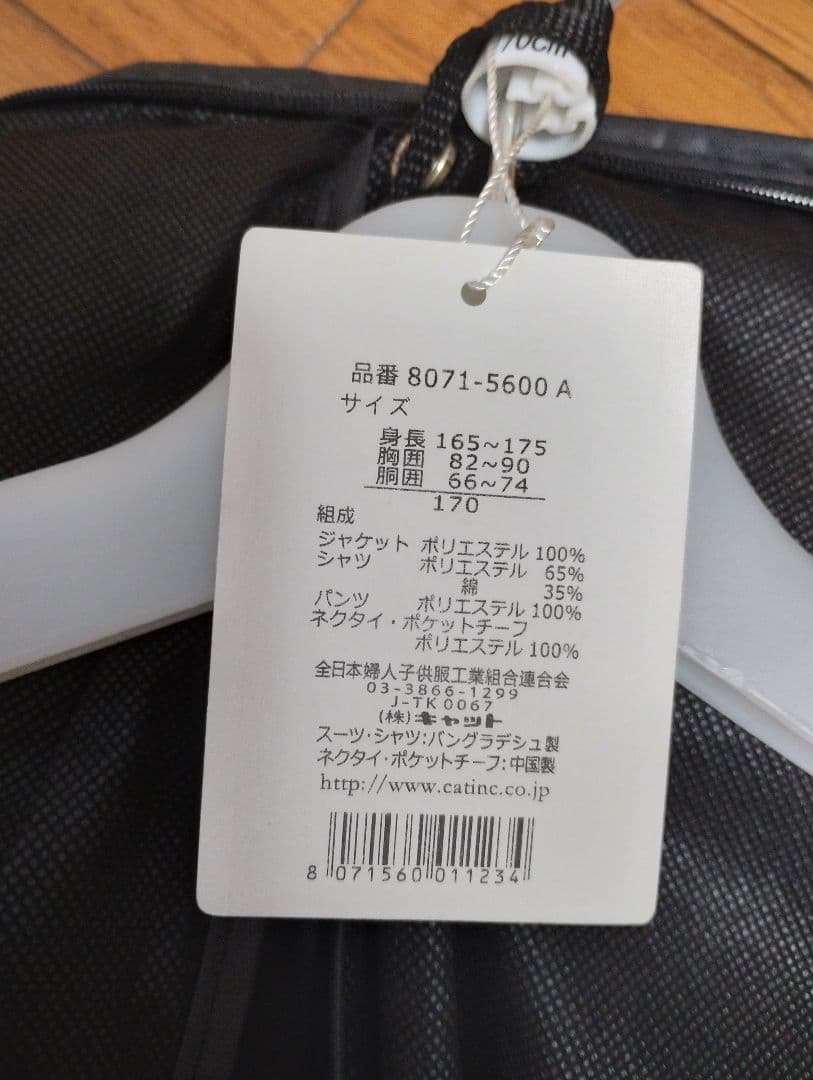 70cm
品番 8071-5600 A
サイズ
身長 165~175
胸囲 82~90
胴囲 66~74
170
組成
ジャケット ポリエステル 100%
シャツ ポリエステル 65%
綿 35%
パンツ ポリエステル 100%
ネクタイ・ポケットチーフ
ポリエステル 100%
全日本婦人子供服工業組合連合会
03-3866-1299
J-TK0067
(株)キャット
スーツ・シャツ:バングラデシュ製
ネクタイ・ポケットチーフ:中国製
http://www.catinc.co.jp
8 071560 011234